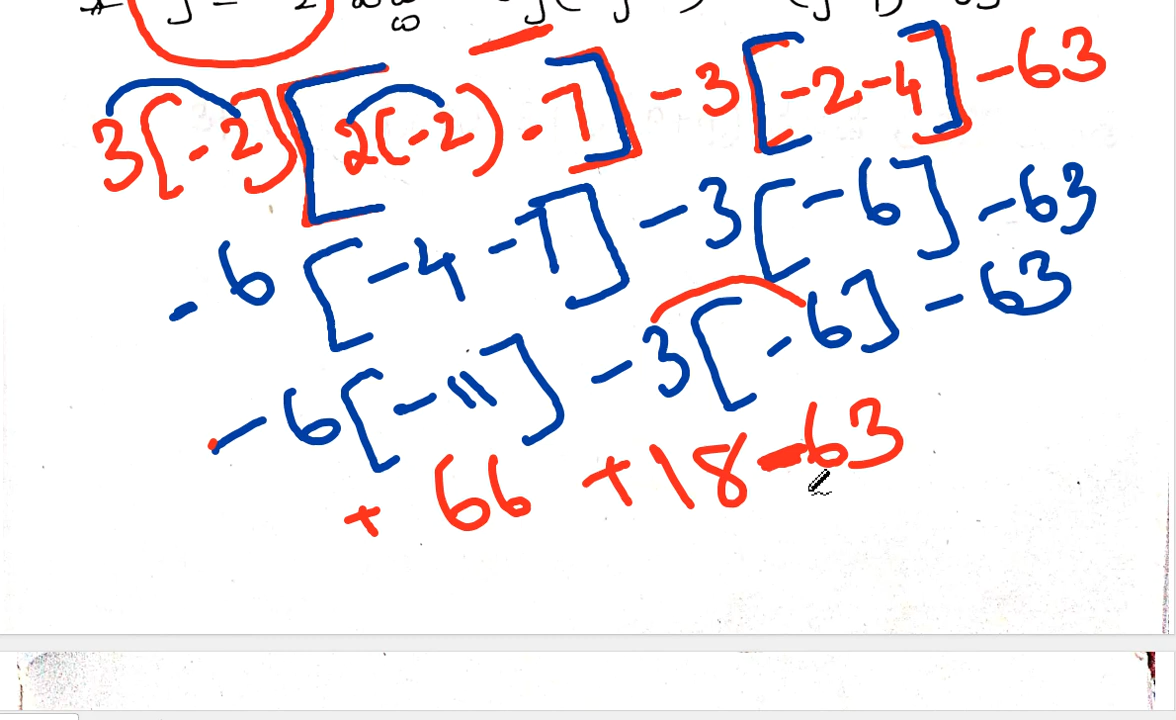 3(-2)[2(-2)-7] -3[-2-4] -63
-6[-4-7] -3[-6] -63
-6[-11] -3[-6] -63
+ 66 +18-63